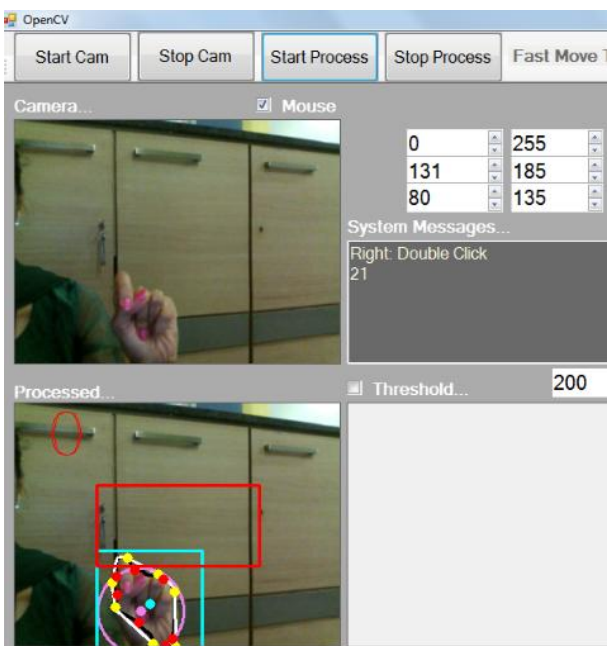 OpenCV
Start Cam Stop Cam Start Process Stop Process Fast Move
Camera... Mouse
0 255
131 185
80 135
System Messages...
Right: Double Click
21
Processed... Threshold... 200